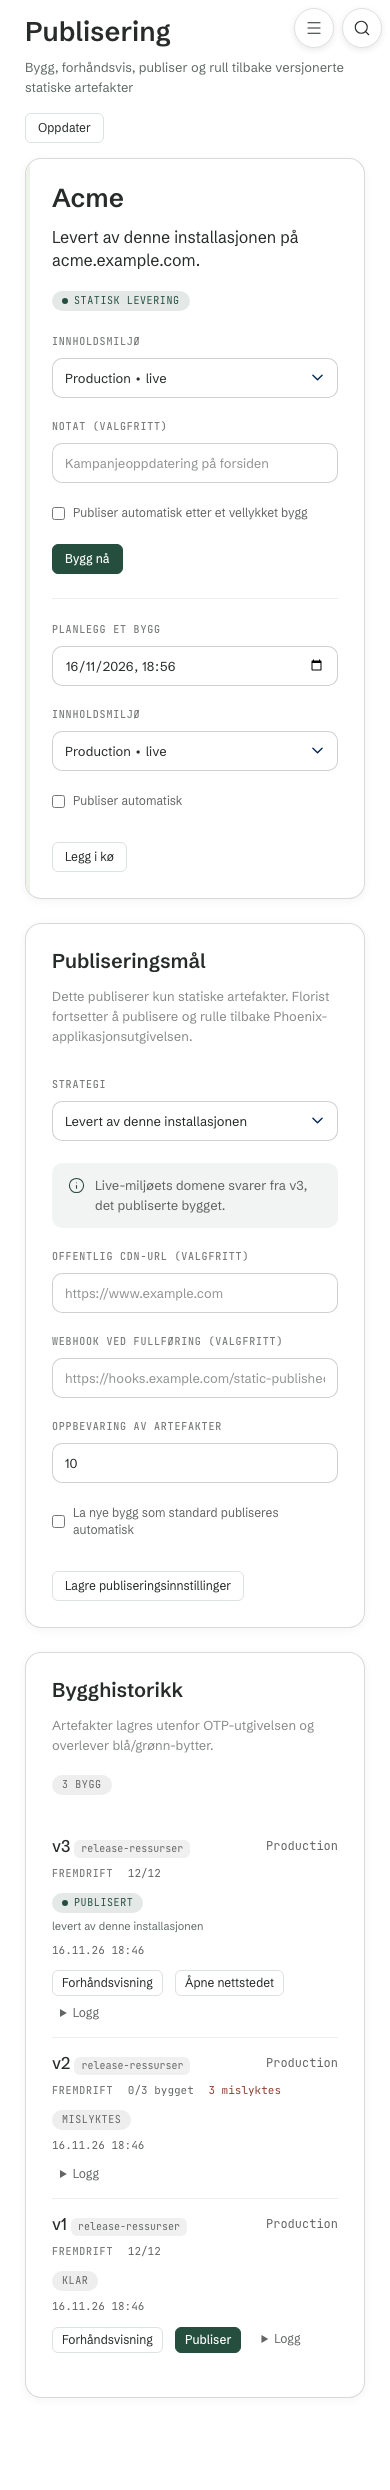 Publisering
Bygg, forhåndsvis, publiser og rull tilbake versjonerte
statiske artefakter
Oppdater
Acme
Levert av denne installasjonen på
acme.example.com.
STATISK LEVERING
INNHOLDSMILJØ
Production • live
NOTAT (VALGFRITT)
Kampanjeoppdatering på forsiden
Publiser automatisk etter et vellykket bygg
Bygg nå
PLANLEGG ET BYGG
16/11/2026, 18:56
INNHOLDSMILJØ
Production • live
Publiser automatisk
Legg i kø
Publiseringsmål
Dette publiserer kun statiske artefakter. Florist
fortsetter å publisere og rulle tilbake Phoenix-
applikasjonsutgivelsen.
STRATEGI
Levert av denne installasjonen
Live-miljøets domene svarer fra v3,
det publiserte bygget.
OFFENTLIG CDN-URL (VALGFRITT)
https://www.example.com
WEBHOOK VED FULLFØRING (VALGFRITT)
https://hooks.example.com/static-published
OPPBEVARING AV ARTEFAKTER
10
La nye bygg som standard publiseres
automatisk
Lagre publiseringsinnstillinger
Bygghistorikk
Artefakter lagres utenfor OTP-utgivelsen og
overlever blå/grønn-bytter.
3 BYGG
v3 release-ressurser Production
FREMDRIFT 12/12
PUBLISERT
levert av denne installasjonen
16.11.26 18:46
Forhåndsvisning Åpne nettstedet
Logg
v2 release-ressurser Production
FREMDRIFT 0/3 bygget 3 mislyktes
MISLYKTES
16.11.26 18:46
Logg
v1 release-ressurser Production
FREMDRIFT 12/12
KLAR
16.11.26 18:46
Forhåndsvisning Publiser Logg